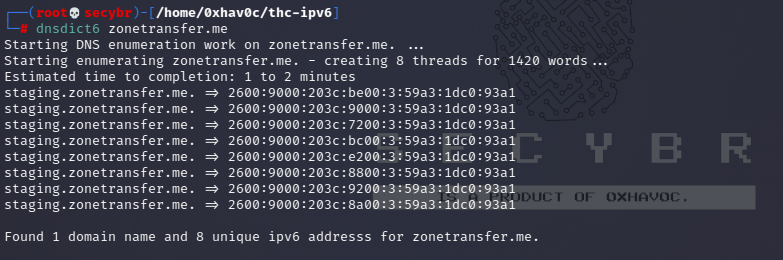 ┌──(root💀secybr)-[/home/0xhav0c/thc-ipv6]
└─# dnsdict6 zonetransfer.me
Starting DNS enumeration work on zonetransfer.me. ...
Starting enumerating zonetransfer.me. - creating 8 threads for 1420 words...
Estimated time to completion: 1 to 2 minutes
staging.zonetransfer.me. => 2600:9000:203c:be00:3:59a3:1dc0:93a1
staging.zonetransfer.me. => 2600:9000:203c:9000:3:59a3:1dc0:93a1
staging.zonetransfer.me. => 2600:9000:203c:7200:3:59a3:1dc0:93a1
staging.zonetransfer.me. => 2600:9000:203c:bc00:3:59a3:1dc0:93a1
staging.zonetransfer.me. => 2600:9000:203c:e200:3:59a3:1dc0:93a1
staging.zonetransfer.me. => 2600:9000:203c:8800:3:59a3:1dc0:93a1
staging.zonetransfer.me. => 2600:9000:203c:9200:3:59a3:1dc0:93a1
staging.zonetransfer.me. => 2600:9000:203c:8a00:3:59a3:1dc0:93a1
Found 1 domain name and 8 unique ipv6 addresss for zonetransfer.me.
SECYBR
IS A PRODUCT OF 0XHAV0C.